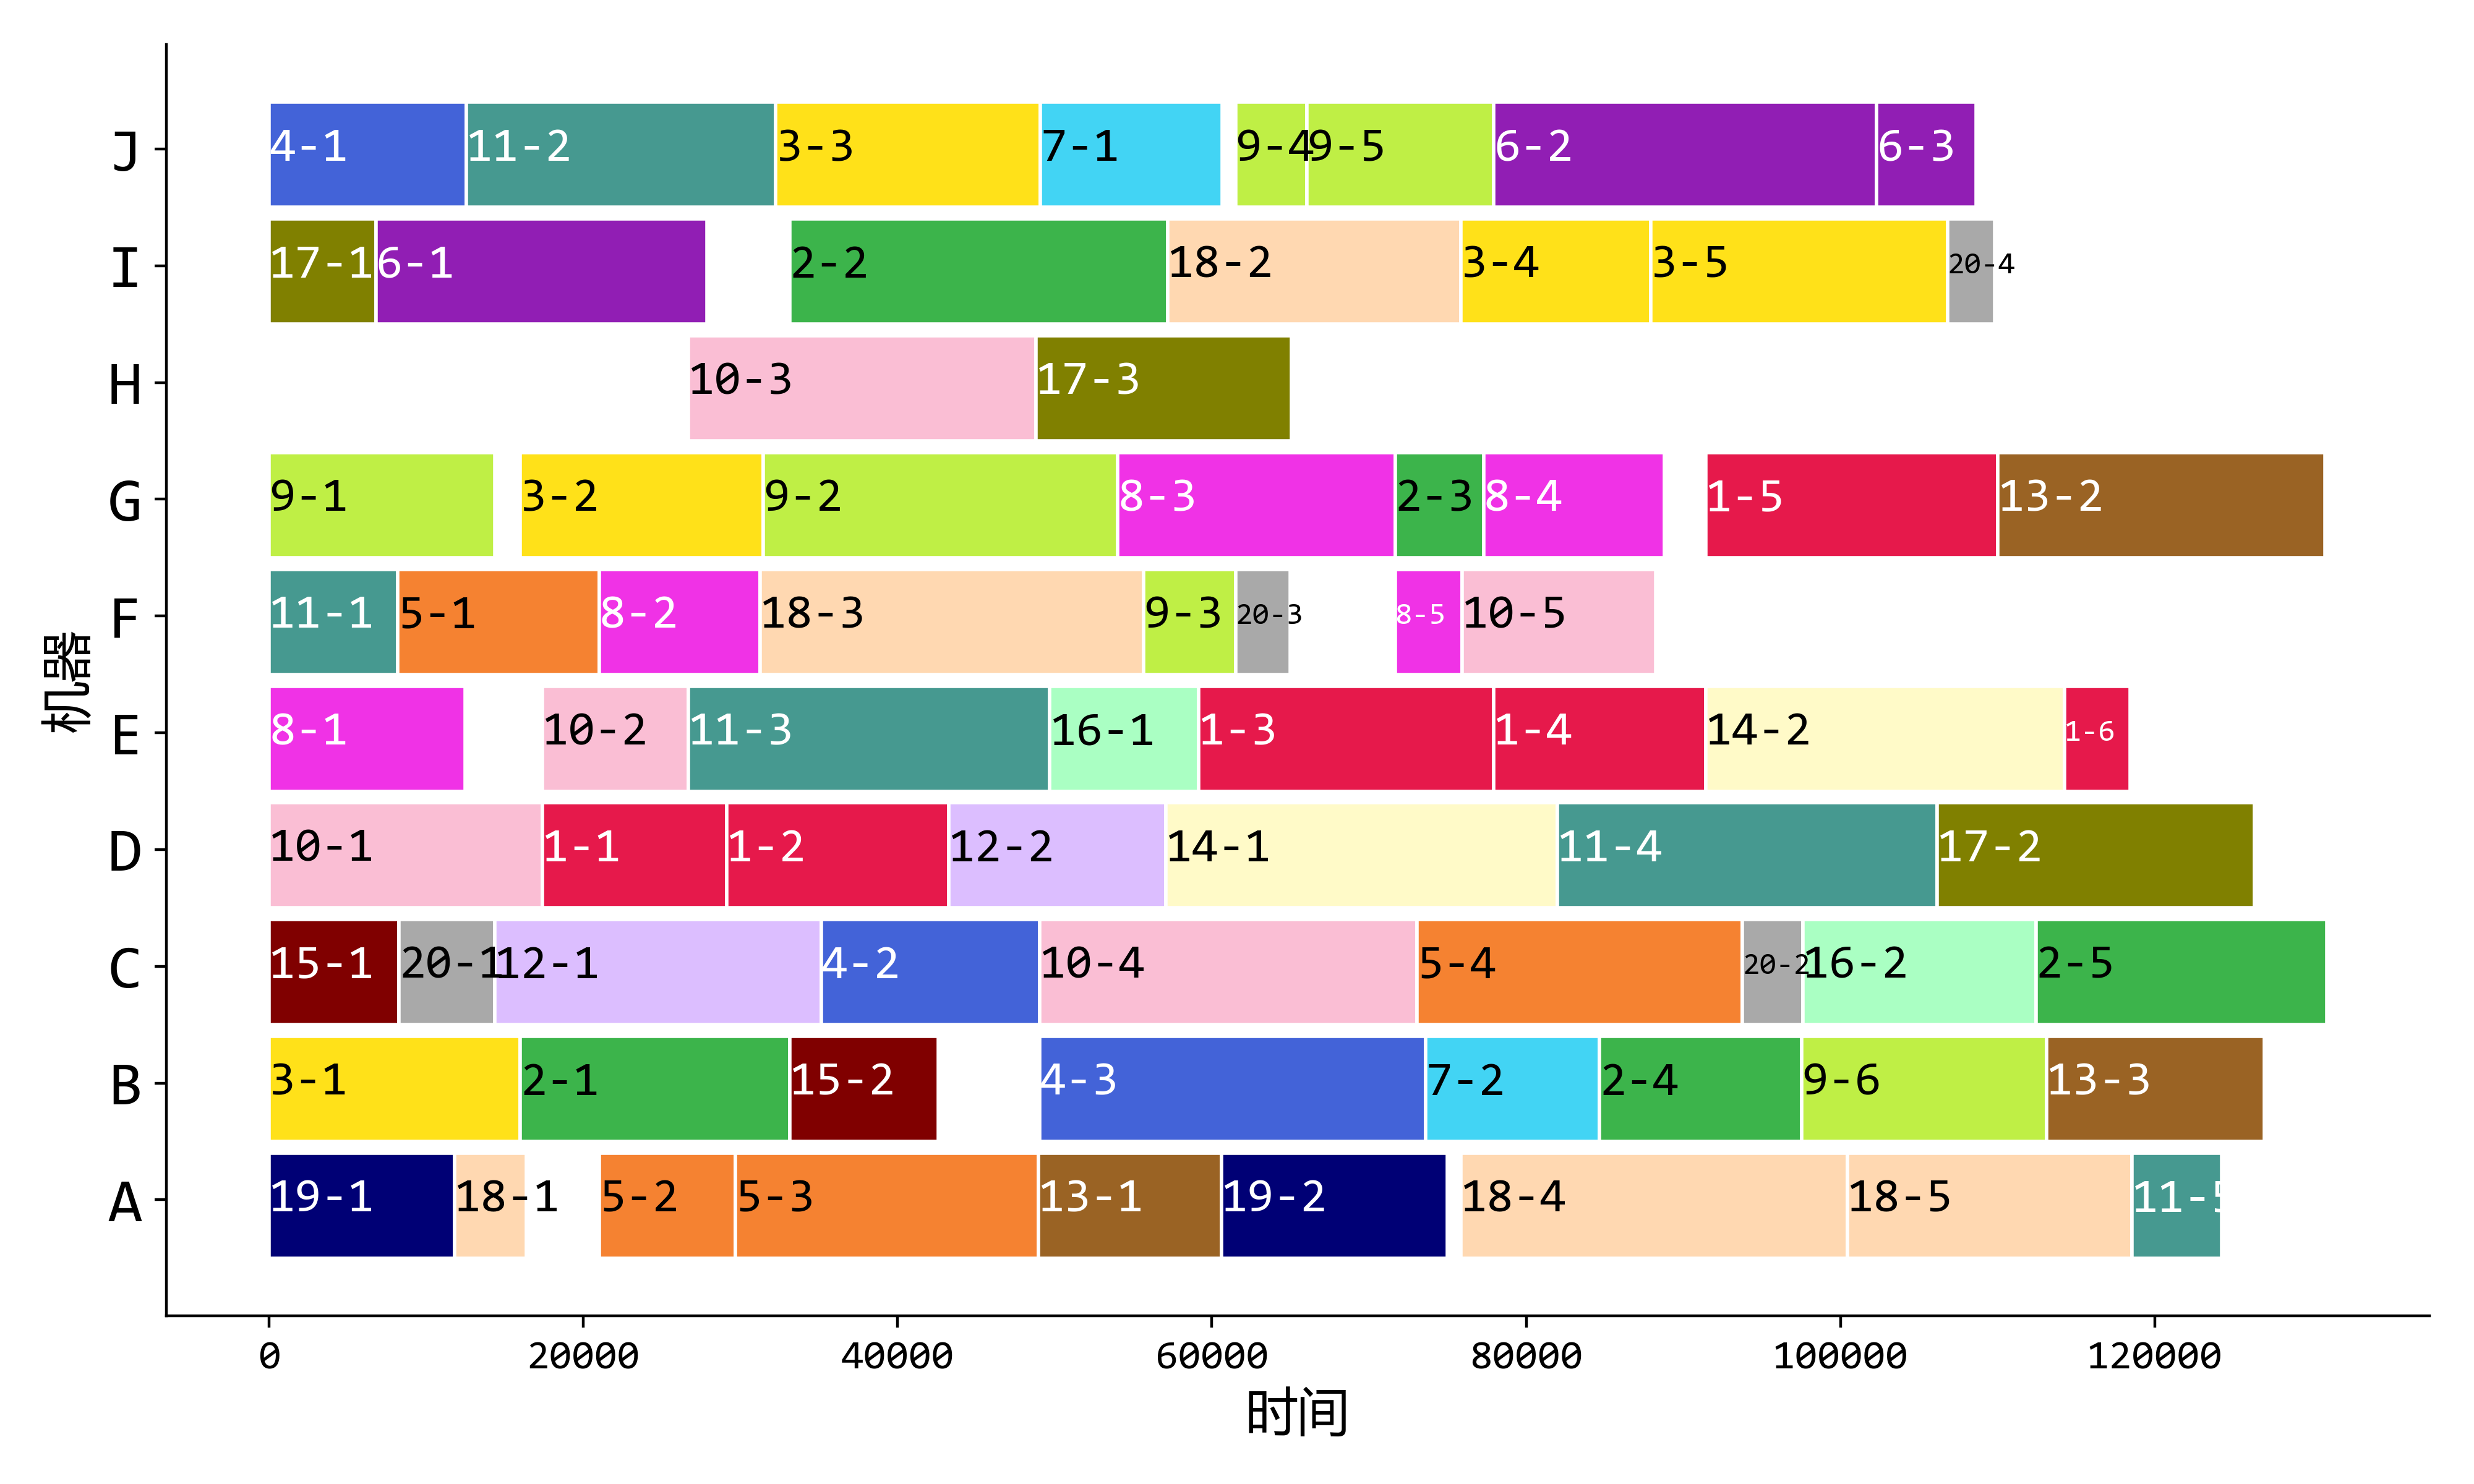 J 4-1 11-2 3-3 7-1 9-4 9-5 6-2 6-3
I 17-1 6-1 2-2 18-2 3-4 3-5 20-4
H 10-3 17-3
G 9-1 3-2 9-2 8-3 2-3 8-4 1-5 13-2
F 11-1 5-1 8-2 18-3 9-3 20-3 8-5 10-5
E 8-1 10-2 11-3 16-1 1-3 1-4 14-2 1-6
D 10-1 1-1 1-2 12-2 14-1 11-4 17-2
C 15-1 20-1 12-1 4-2 10-4 5-4 20-2 16-2 2-5
B 3-1 2-1 15-2 4-3 7-2 2-4 9-6 13-3
A 19-1 18-1 5-2 5-3 13-1 19-2 18-4 18-5 11-5
机器
0 20000 40000 60000 80000 100000 120000
时间